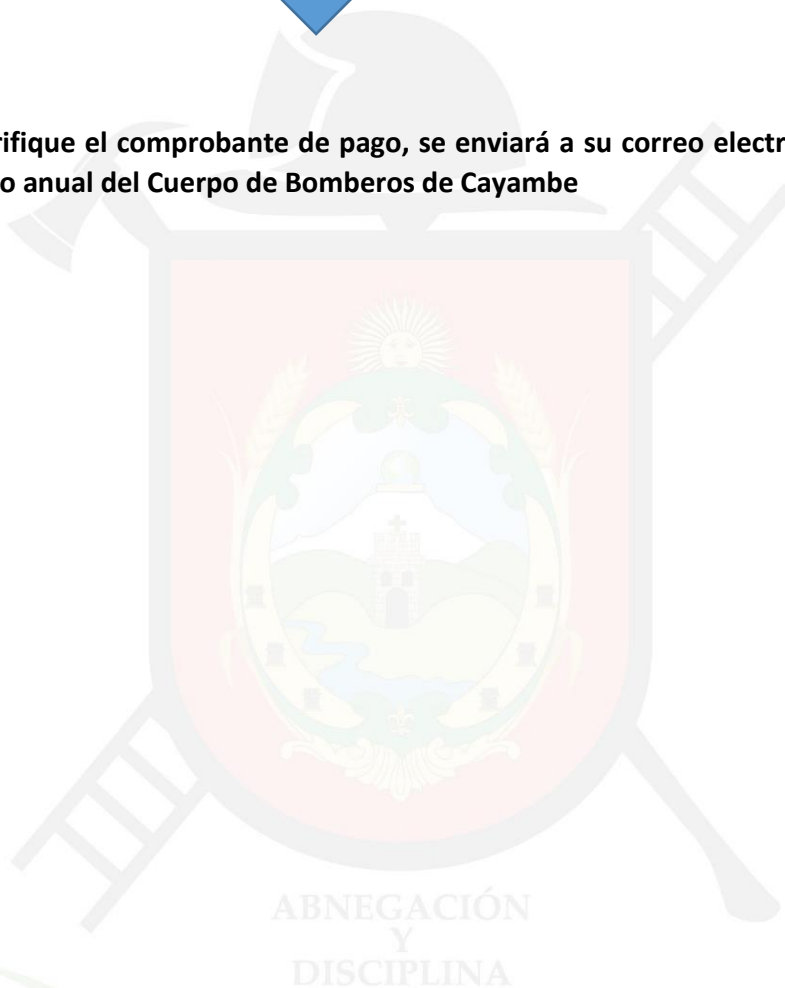 rifique el comprobante de pago, se enviará a su correo electr
o anual del Cuerpo de Bomberos de Cayambe
ABNEGACIÓN
Y
DISCIPLINA